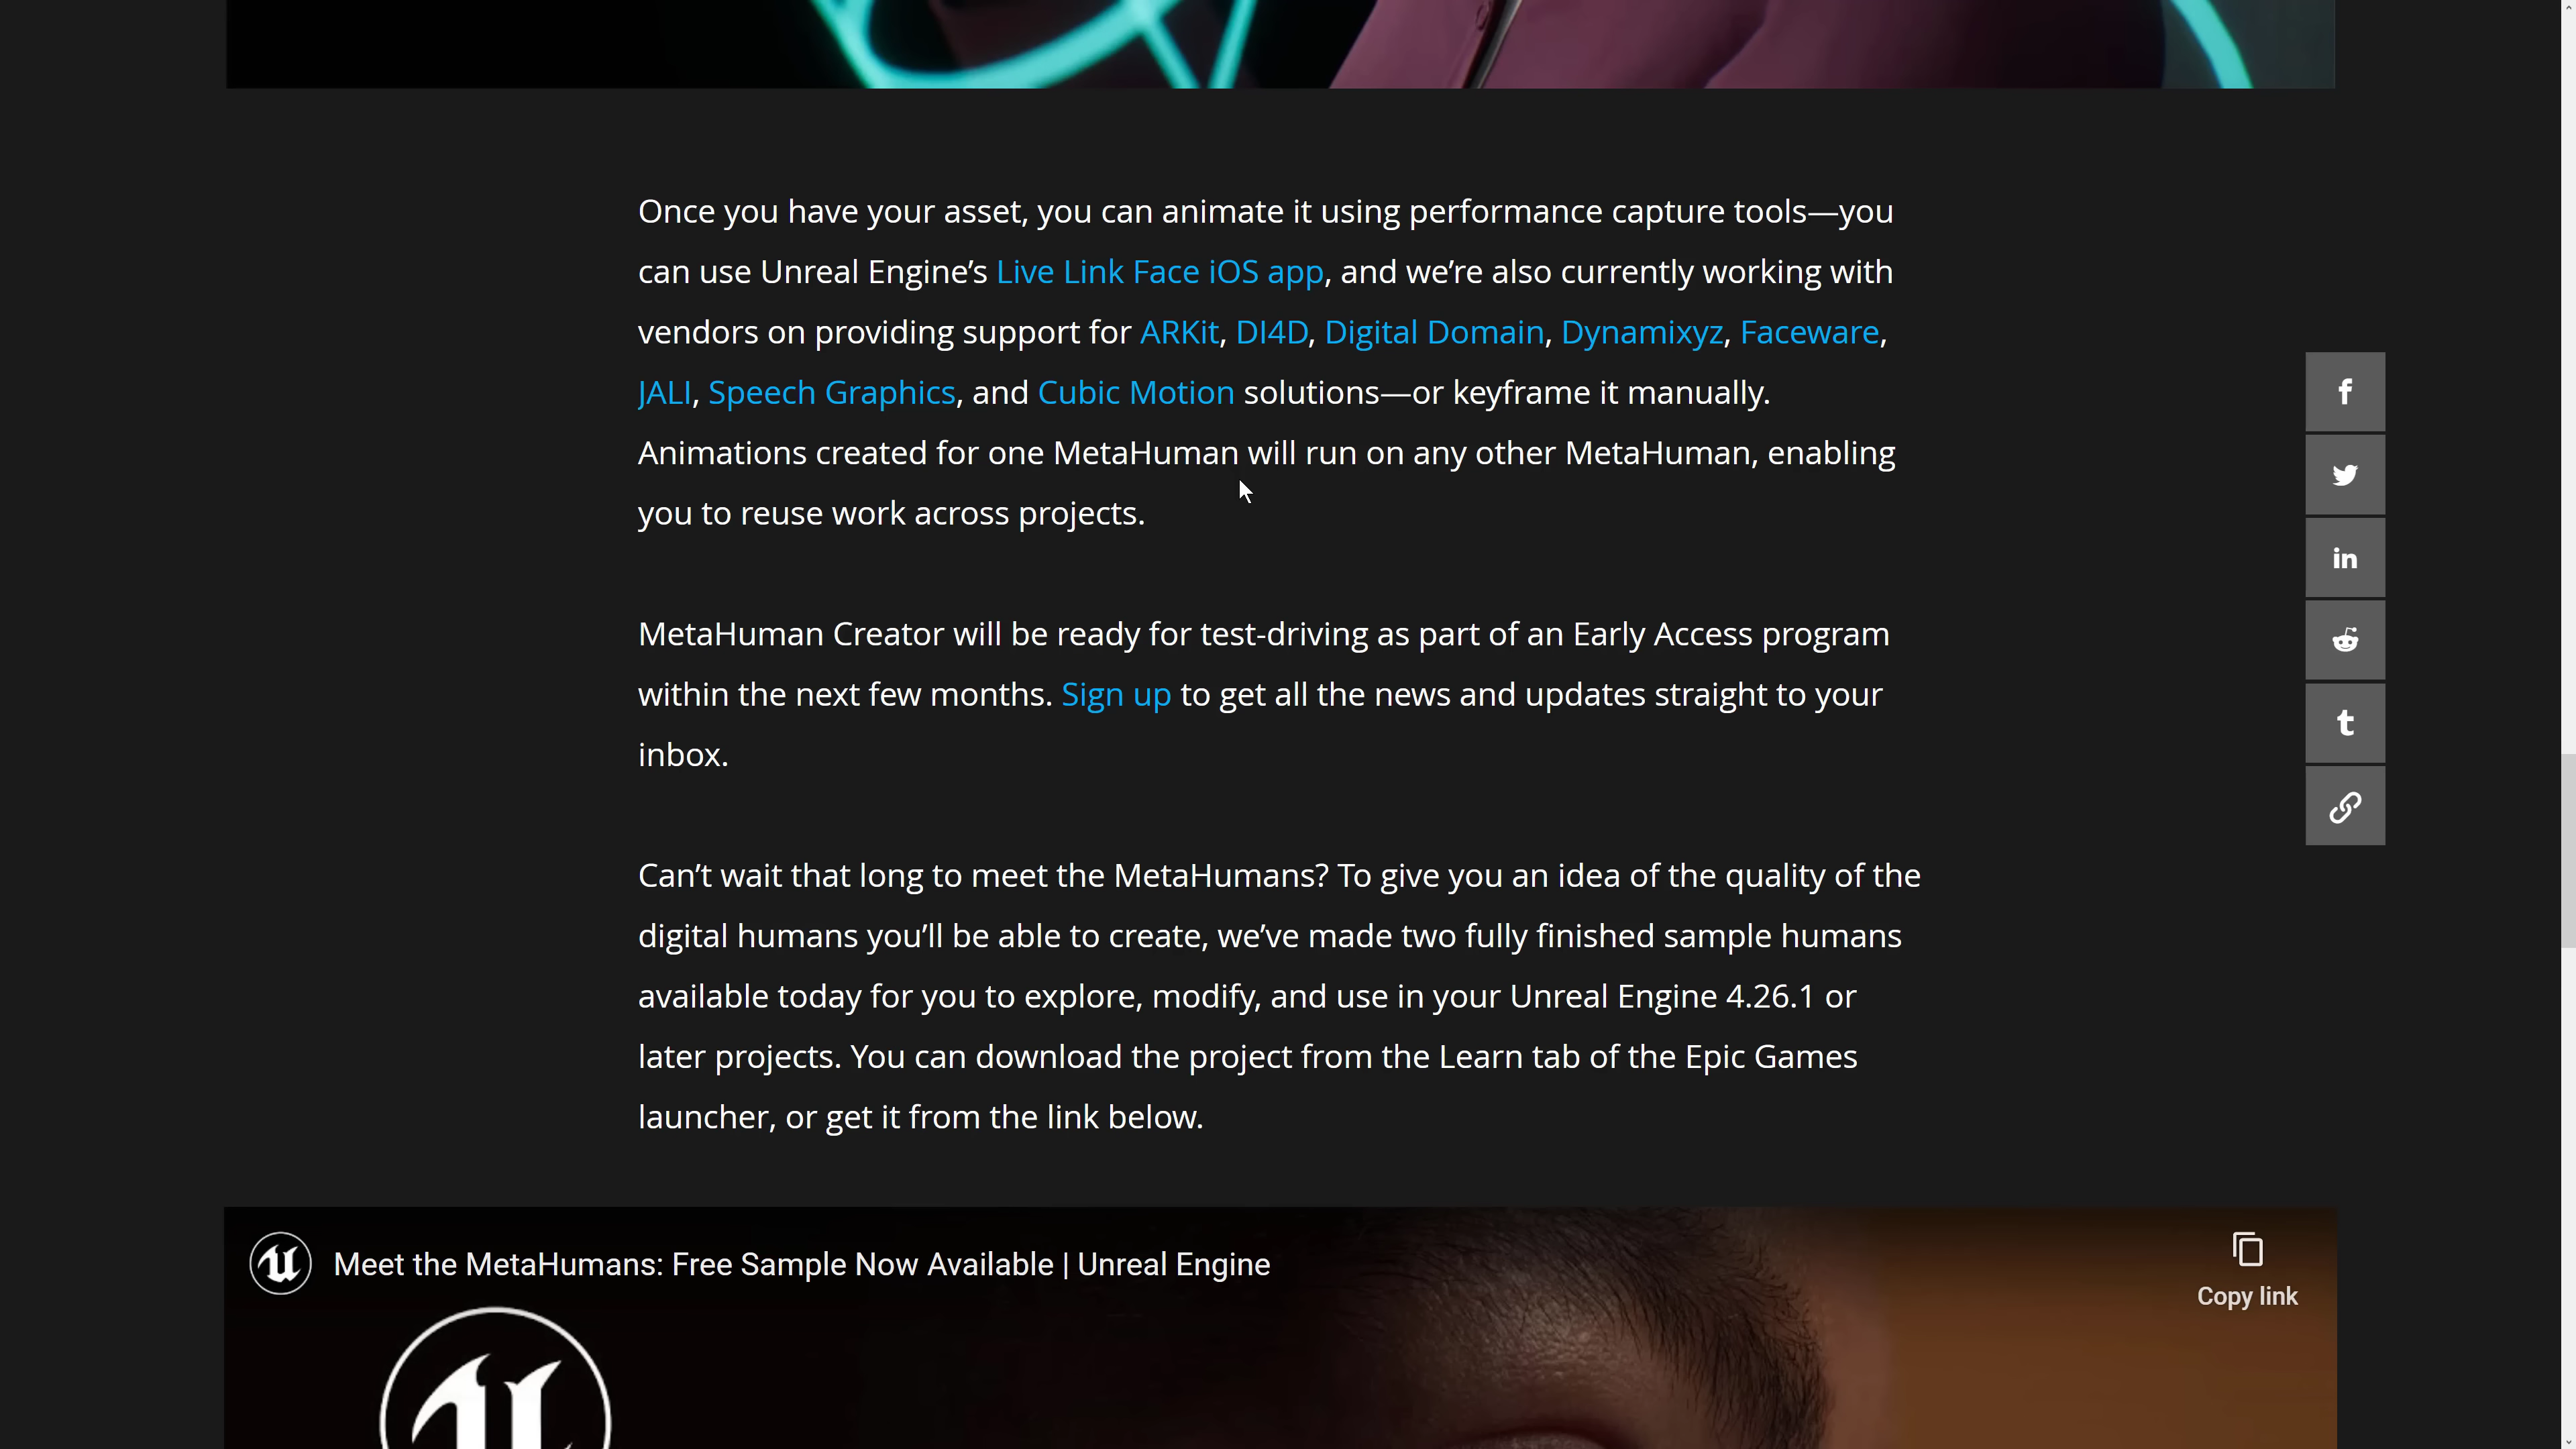 Once you have your asset, you can animate it using performance capture tools—you
can use Unreal Engine’s Live Link Face iOS app, and we’re also currently working with
vendors on providing support for ARKit, DI4D, Digital Domain, Dynamixyz, Faceware,
JALI, Speech Graphics, and Cubic Motion solutions—or keyframe it manually.
Animations created for one MetaHuman will run on any other MetaHuman, enabling
you to reuse work across projects.
MetaHuman Creator will be ready for test-driving as part of an Early Access program
within the next few months. Sign up to get all the news and updates straight to your
inbox.
Can’t wait that long to meet the MetaHumans? To give you an idea of the quality of the
digital humans you’ll be able to create, we’ve made two fully finished sample humans
available today for you to explore, modify, and use in your Unreal Engine 4.26.1 or
later projects. You can download the project from the Learn tab of the Epic Games
launcher, or get it from the link below.
Meet the MetaHumans: Free Sample Now Available | Unreal Engine
Copy link